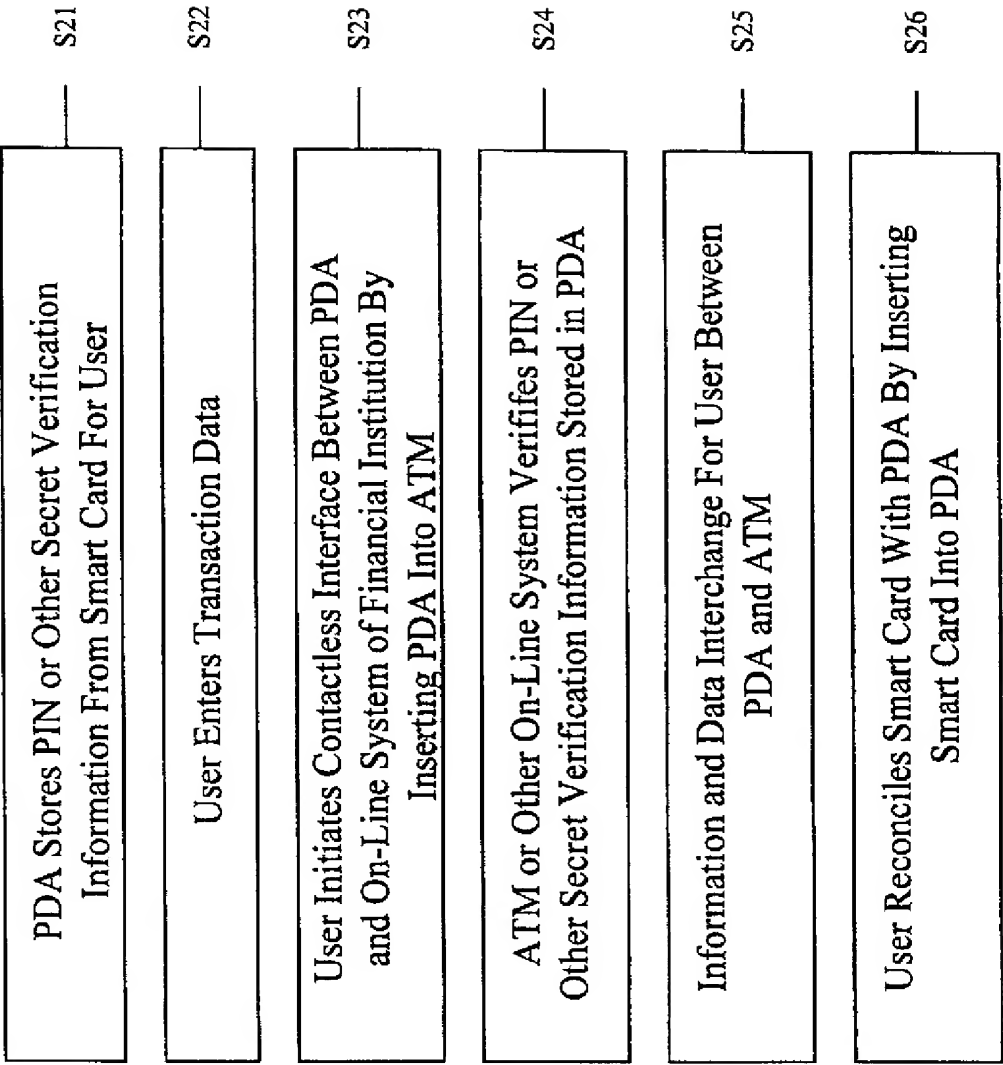 PDA Stores PIN or Other Secret Verification
Information From Smart Card For User
S21
User Enters Transaction Data
S22
User Initiates Contactless Interface Between PDA
and On-Line System of Financial Institution By
Inserting PDA Into ATM
S23
ATM or Other On-Line System Verififes PIN or
Other Secret Verification Information Stored in PDA
S24
Information and Data Interchange For User Between
PDA and ATM
S25
User Reconciles Smart Card With PDA By Inserting
Smart Card Into PDA
S26